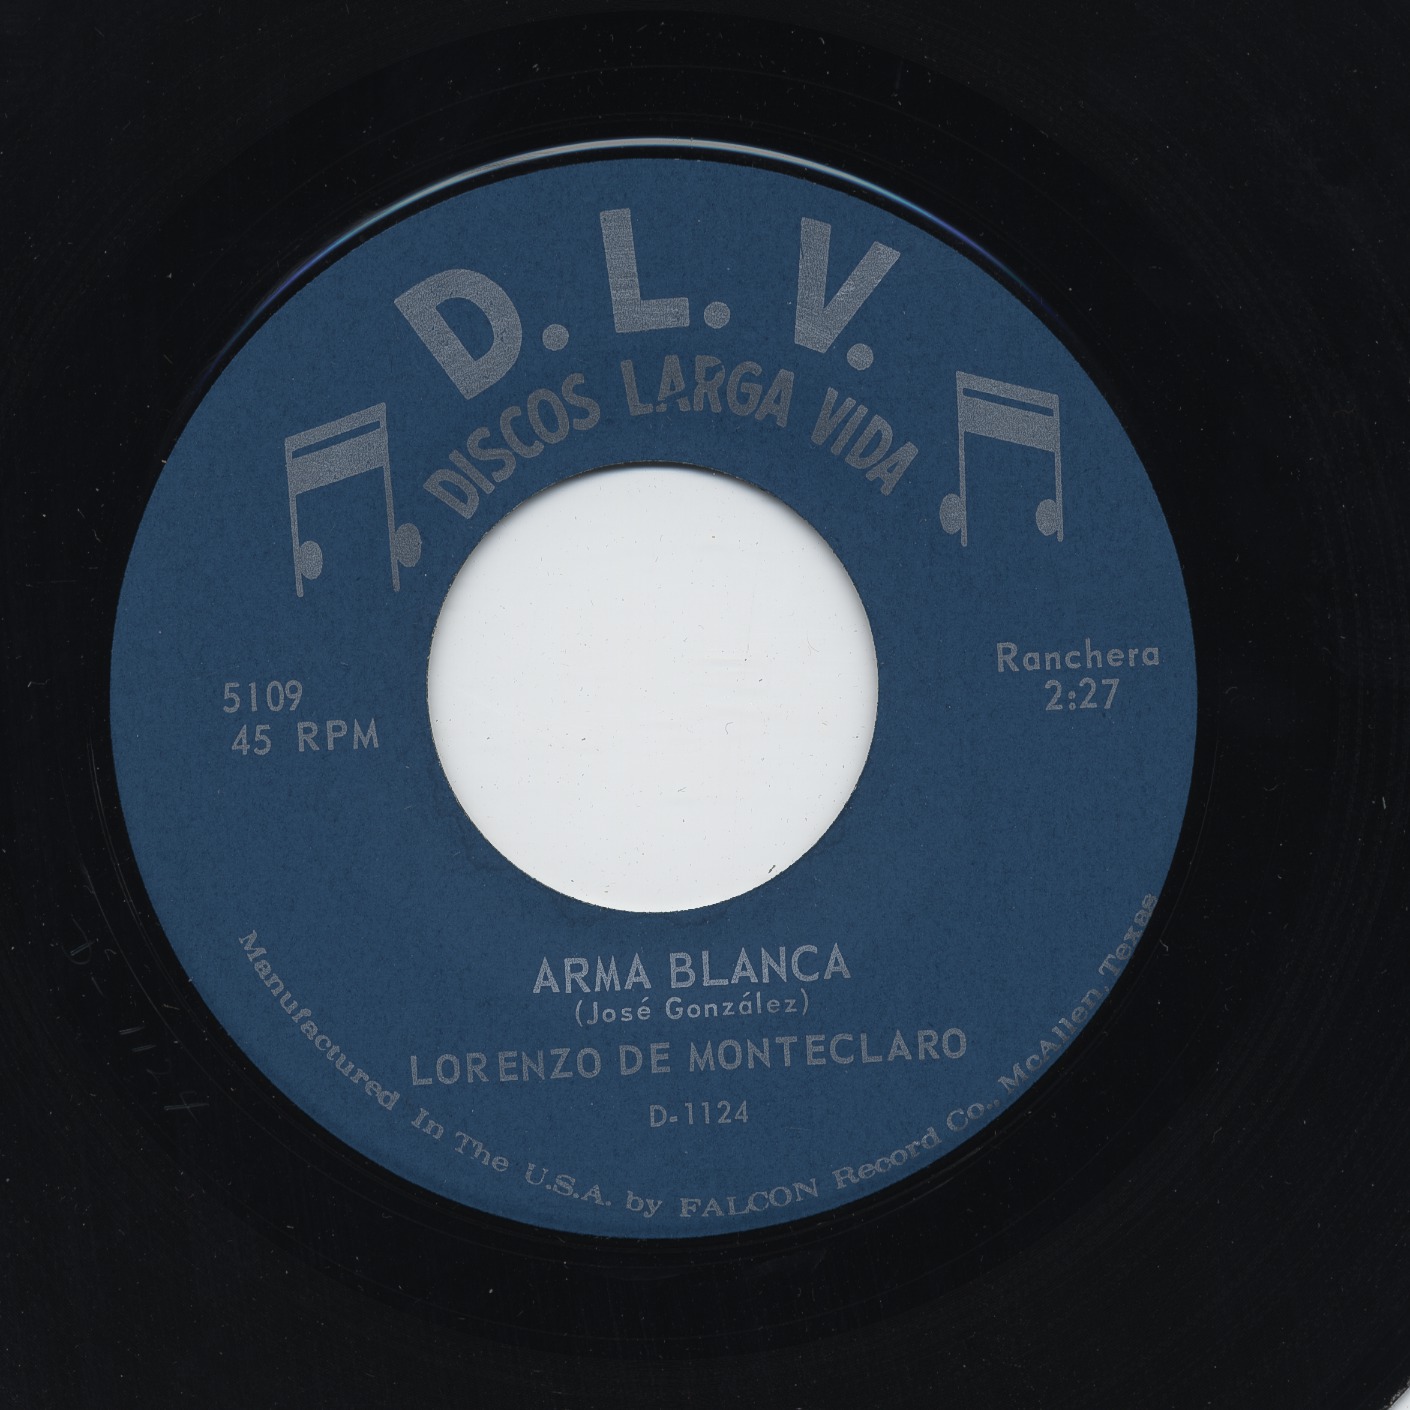 D. L. V.
DISCOS LARGA VIDA
5109
45 RPM
Ranchera
2:27
ARMA BLANCA
(José González)
LORENZO DE MONTECLARO
D-1124
Manufactured In The U.S.A. by FALCON Record Co., McAllen, Texas